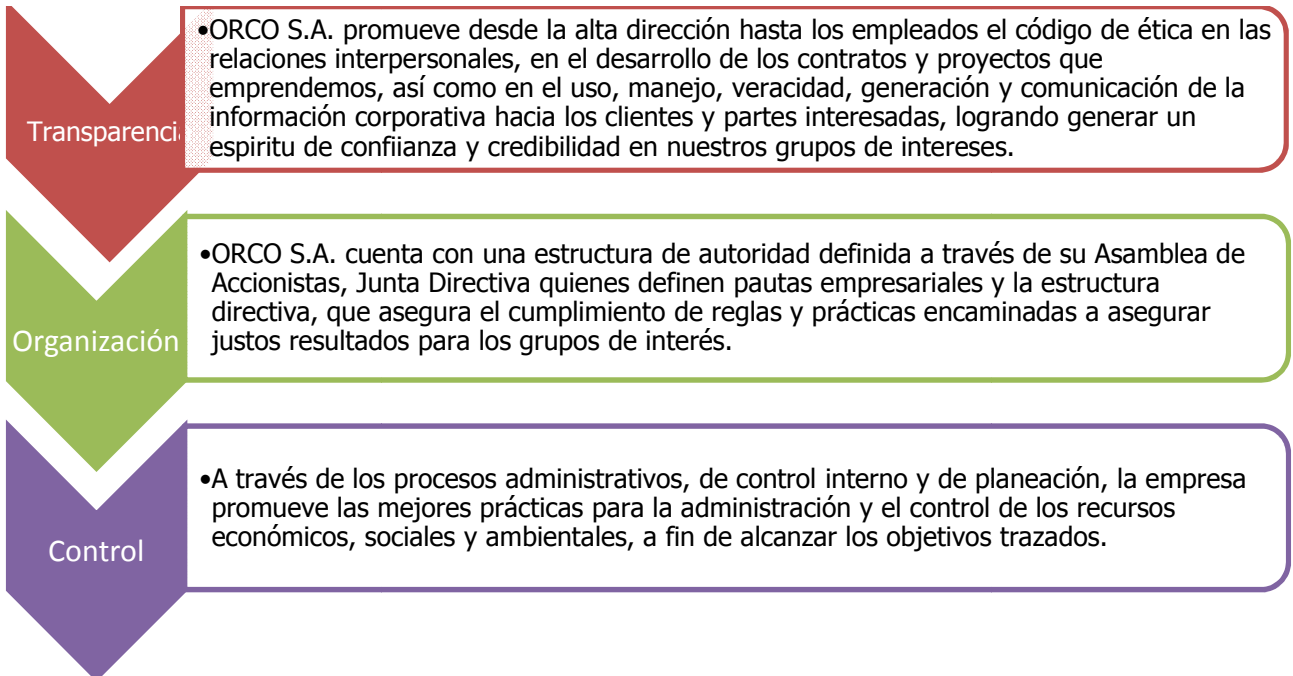 Transparencia
•ORCO S.A. promueve desde la alta dirección hasta los empleados el código de ética en las
relaciones interpersonales, en el desarrollo de los contratos y proyectos que
emprendemos, así como en el uso, manejo, veracidad, generación y comunicación de la
información corporativa hacia los clientes y partes interesadas, logrando generar un
espiritu de confiianza y credibilidad en nuestros grupos de intereses.
Organización
•ORCO S.A. cuenta con una estructura de autoridad definida a través de su Asamblea de
Accionistas, Junta Directiva quienes definen pautas empresariales y la estructura
directiva, que asegura el cumplimiento de reglas y prácticas encaminadas a asegurar
justos resultados para los grupos de interés.
Control
•A través de los procesos administrativos, de control interno y de planeación, la empresa
promueve las mejores prácticas para la administración y el control de los recursos
económicos, sociales y ambientales, a fin de alcanzar los objetivos trazados.